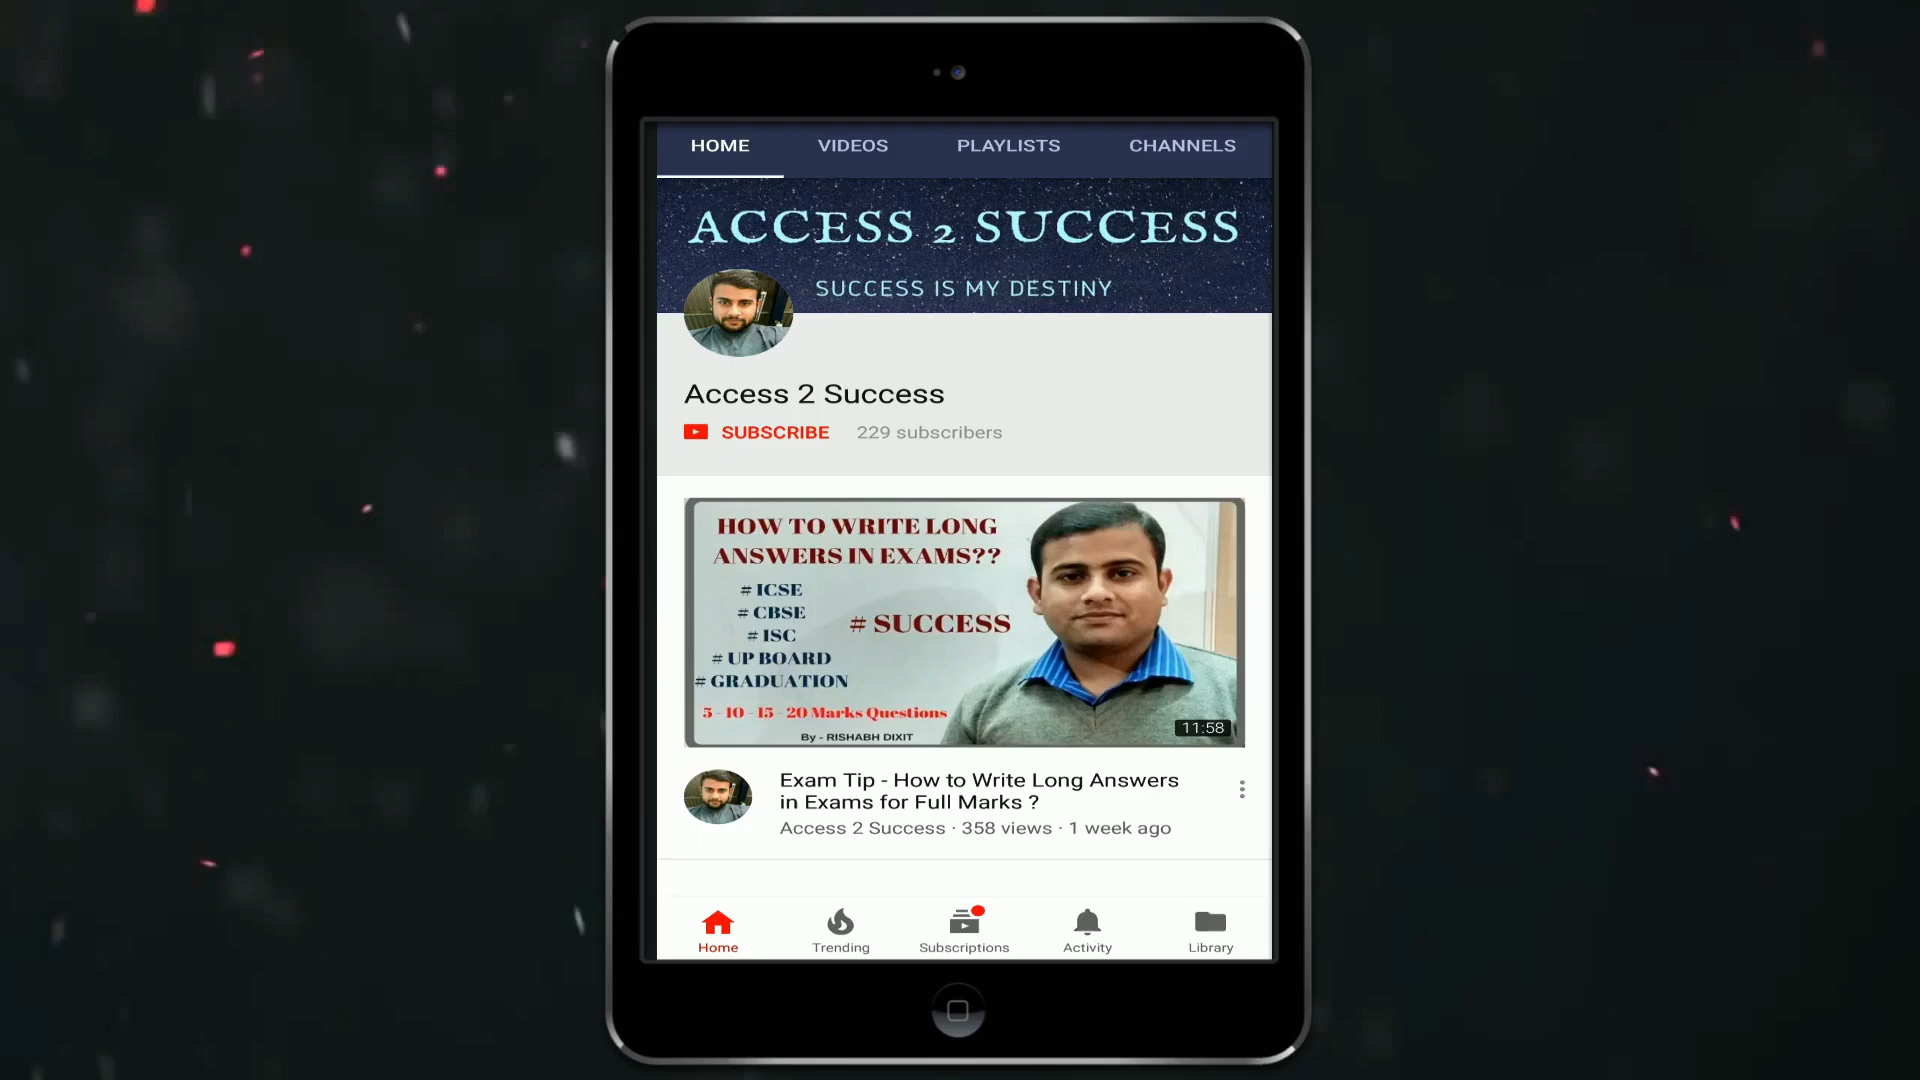 HOME VIDEOS PLAYLISTS CHANNELS
ACCESS 2 SUCCESS
SUCCESS IS MY DESTINY
Access 2 Success
SUBSCRIBE 229 subscribers
HOW TO WRITE LONG
ANSWERS IN EXAMS??
# ICSE
# CBSE
# SUCCESS
# ISC
# UP BOARD
# GRADUATION
5 - 10 - 15 - 20 Marks Questions
By - RISHABH DIXIT
11:58
Exam Tip - How to Write Long Answers
in Exams for Full Marks ?
Access 2 Success · 358 views · 1 week ago
Home Trending Subscriptions Activity Library